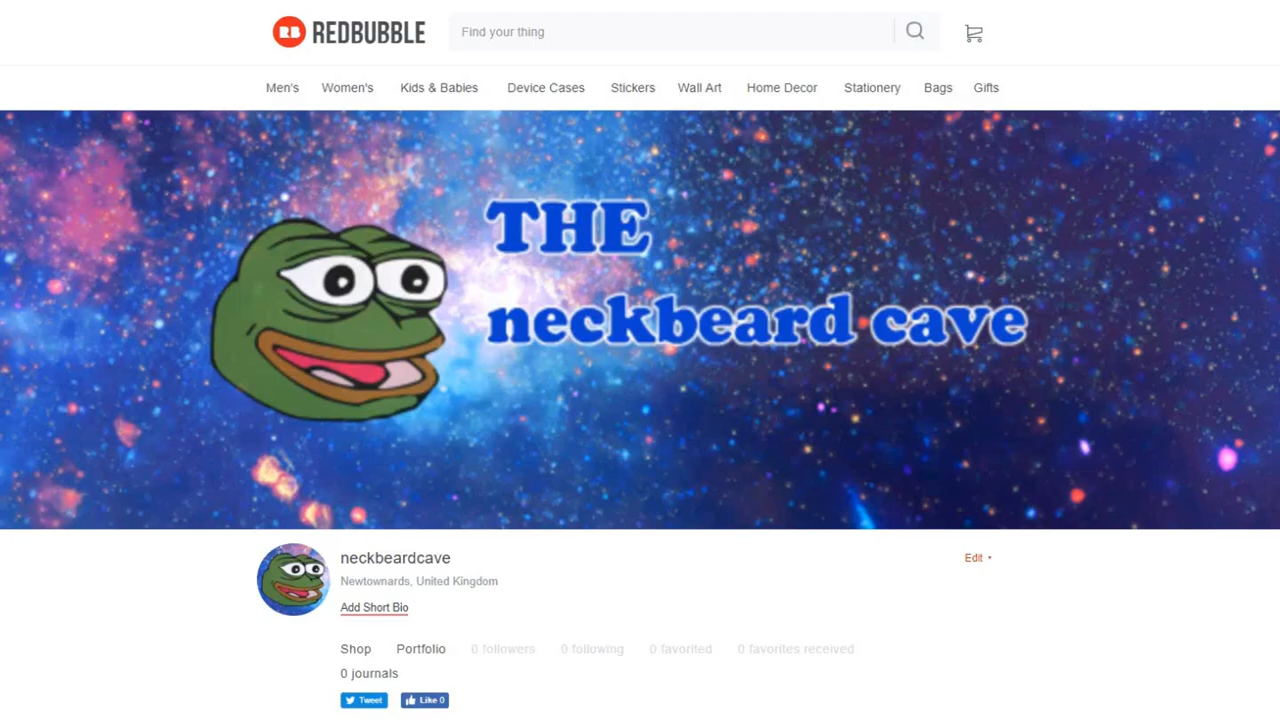 RB REDBUBBLE
Find your thing
Men's Women's Kids & Babies Device Cases Stickers Wall Art Home Decor Stationery Bags Gifts
THE
neckbeard cave
neckbeardcave
Edit
Newtownards, United Kingdom
Add Short Bio
Shop Portfolio 0 followers 0 following 0 favorited 0 favorites received
0 journals
Tweet Like 0